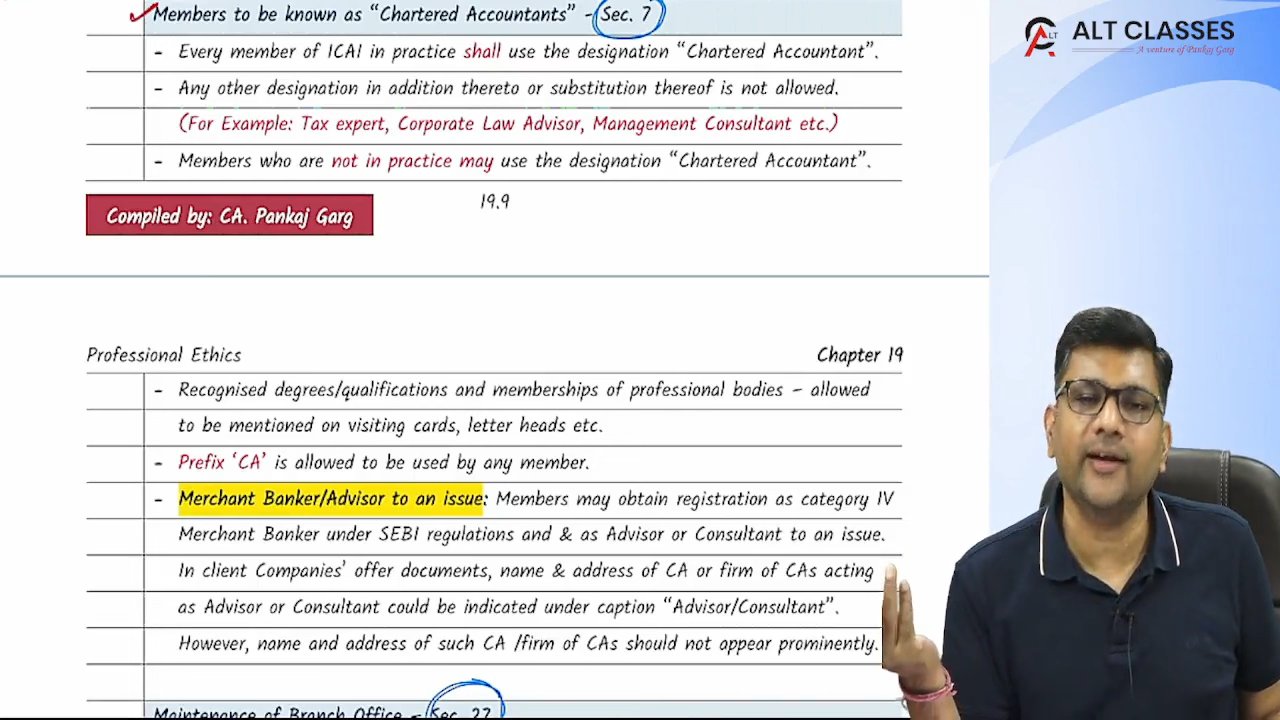 Members to be known as “Chartered Accountants” - Sec. 7
- Every member of ICAI in practice shall use the designation “Chartered Accountant”.
- Any other designation in addition thereto or substitution thereof is not allowed.
(For Example: Tax expert, Corporate Law Advisor, Management Consultant etc.)
- Members who are not in practice may use the designation “Chartered Accountant”.
19.9
Compiled by: CA. Pankaj Garg
Professional Ethics
Chapter 19
- Recognised degrees/qualifications and memberships of professional bodies – allowed
to be mentioned on visiting cards, letter heads etc.
- Prefix ‘CA’ is allowed to be used by any member.
- Merchant Banker/Advisor to an issue: Members may obtain registration as category IV
Merchant Banker under SEBI regulations and & as Advisor or Consultant to an issue.
In client Companies’ offer documents, name & address of CA or firm of CAs acting
as Advisor or Consultant could be indicated under caption “Advisor/Consultant”.
However, name and address of such CA /firm of CAs should not appear prominently.
Maintenance of Branch Office – Sec. 27
ALT
ALT CLASSES
A venture of Pankaj Garg